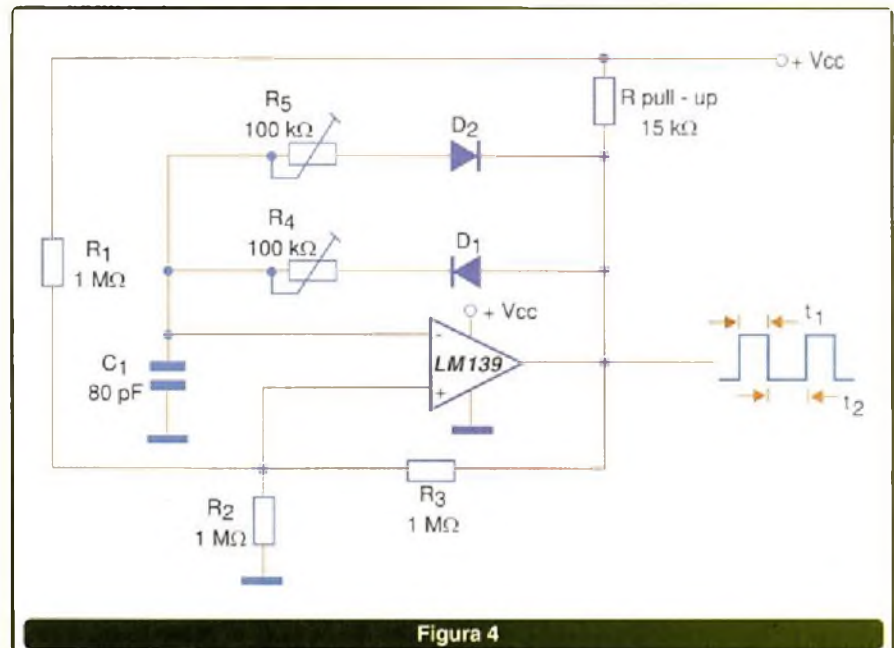 + Vcc
R pull - up
15 kΩ
R5
100 kΩ
D2
R4
100 kΩ
D1
R1
1 MΩ
+ Vcc
-
LM139
+
C1
80 pF
t1
t2
R3
1 MΩ
R2
1 MΩ
Figura 4